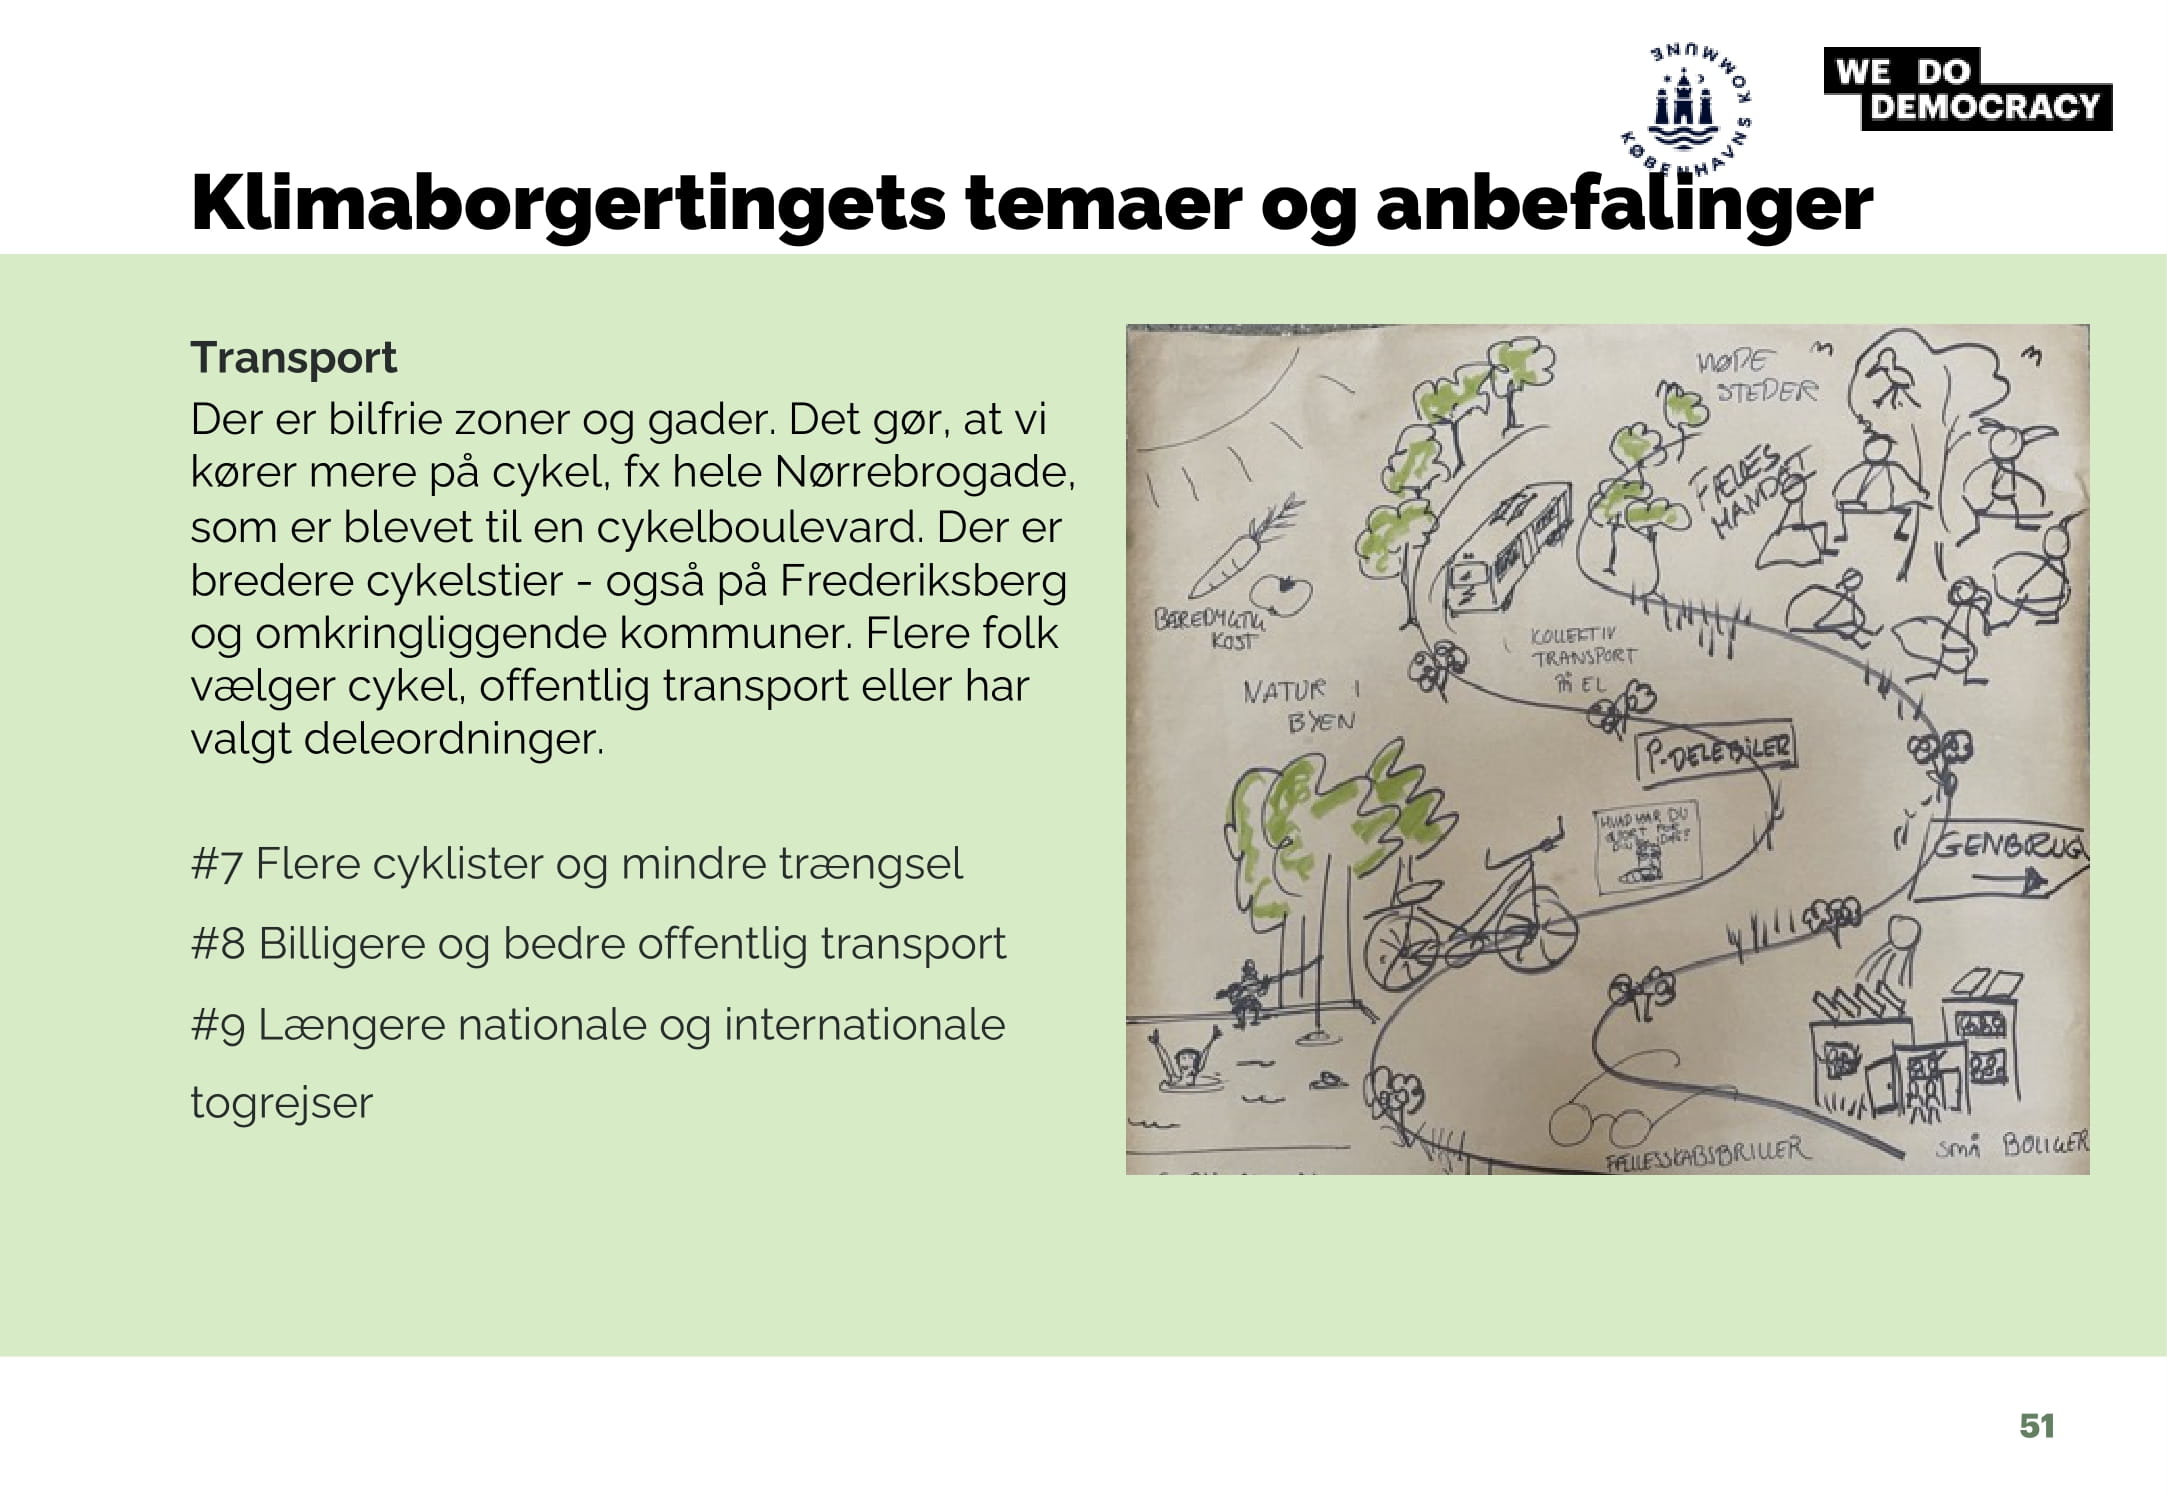 KØBENHAVNS KOMMUNE
WE DO
DEMOCRACY
Klimaborgertingets temaer og anbefalinger
Transport
Der er bilfrie zoner og gader. Det gør, at vi
kører mere på cykel, fx hele Nørrebrogade,
som er blevet til en cykelboulevard. Der er
bredere cykelstier - også på Frederiksberg
og omkringliggende kommuner. Flere folk
vælger cykel, offentlig transport eller har
valgt deleordninger.
#7 Flere cyklister og mindre trængsel
#8 Billigere og bedre offentlig transport
#9 Længere nationale og internationale
togrejser
MØDE
STEDER
BÆREDYGTIG
KOST
KOLLEKTIV
TRANSPORT
PÅ EL
NATUR I
BYEN
P-DELEBILER
HVAD HAR DU
GJORT FOR
GENBRUG
FÆLLESSKABSBRILLER
SMÅ BOLIGER
51